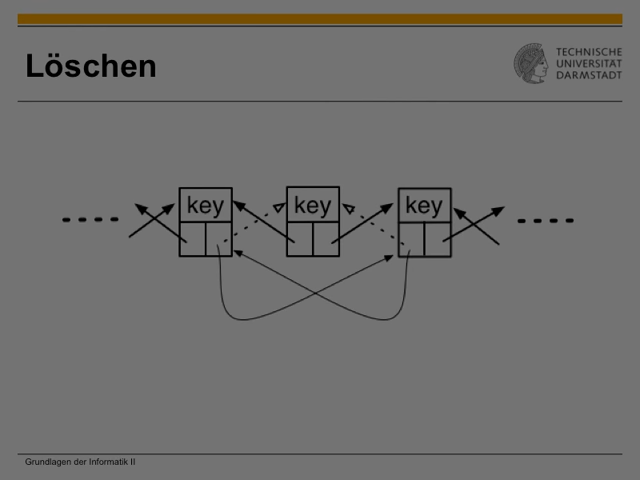 Löschen
TECHNISCHE
UNIVERSITÄT
DARMSTADT
key
key
key
Grundlagen der Informatik II